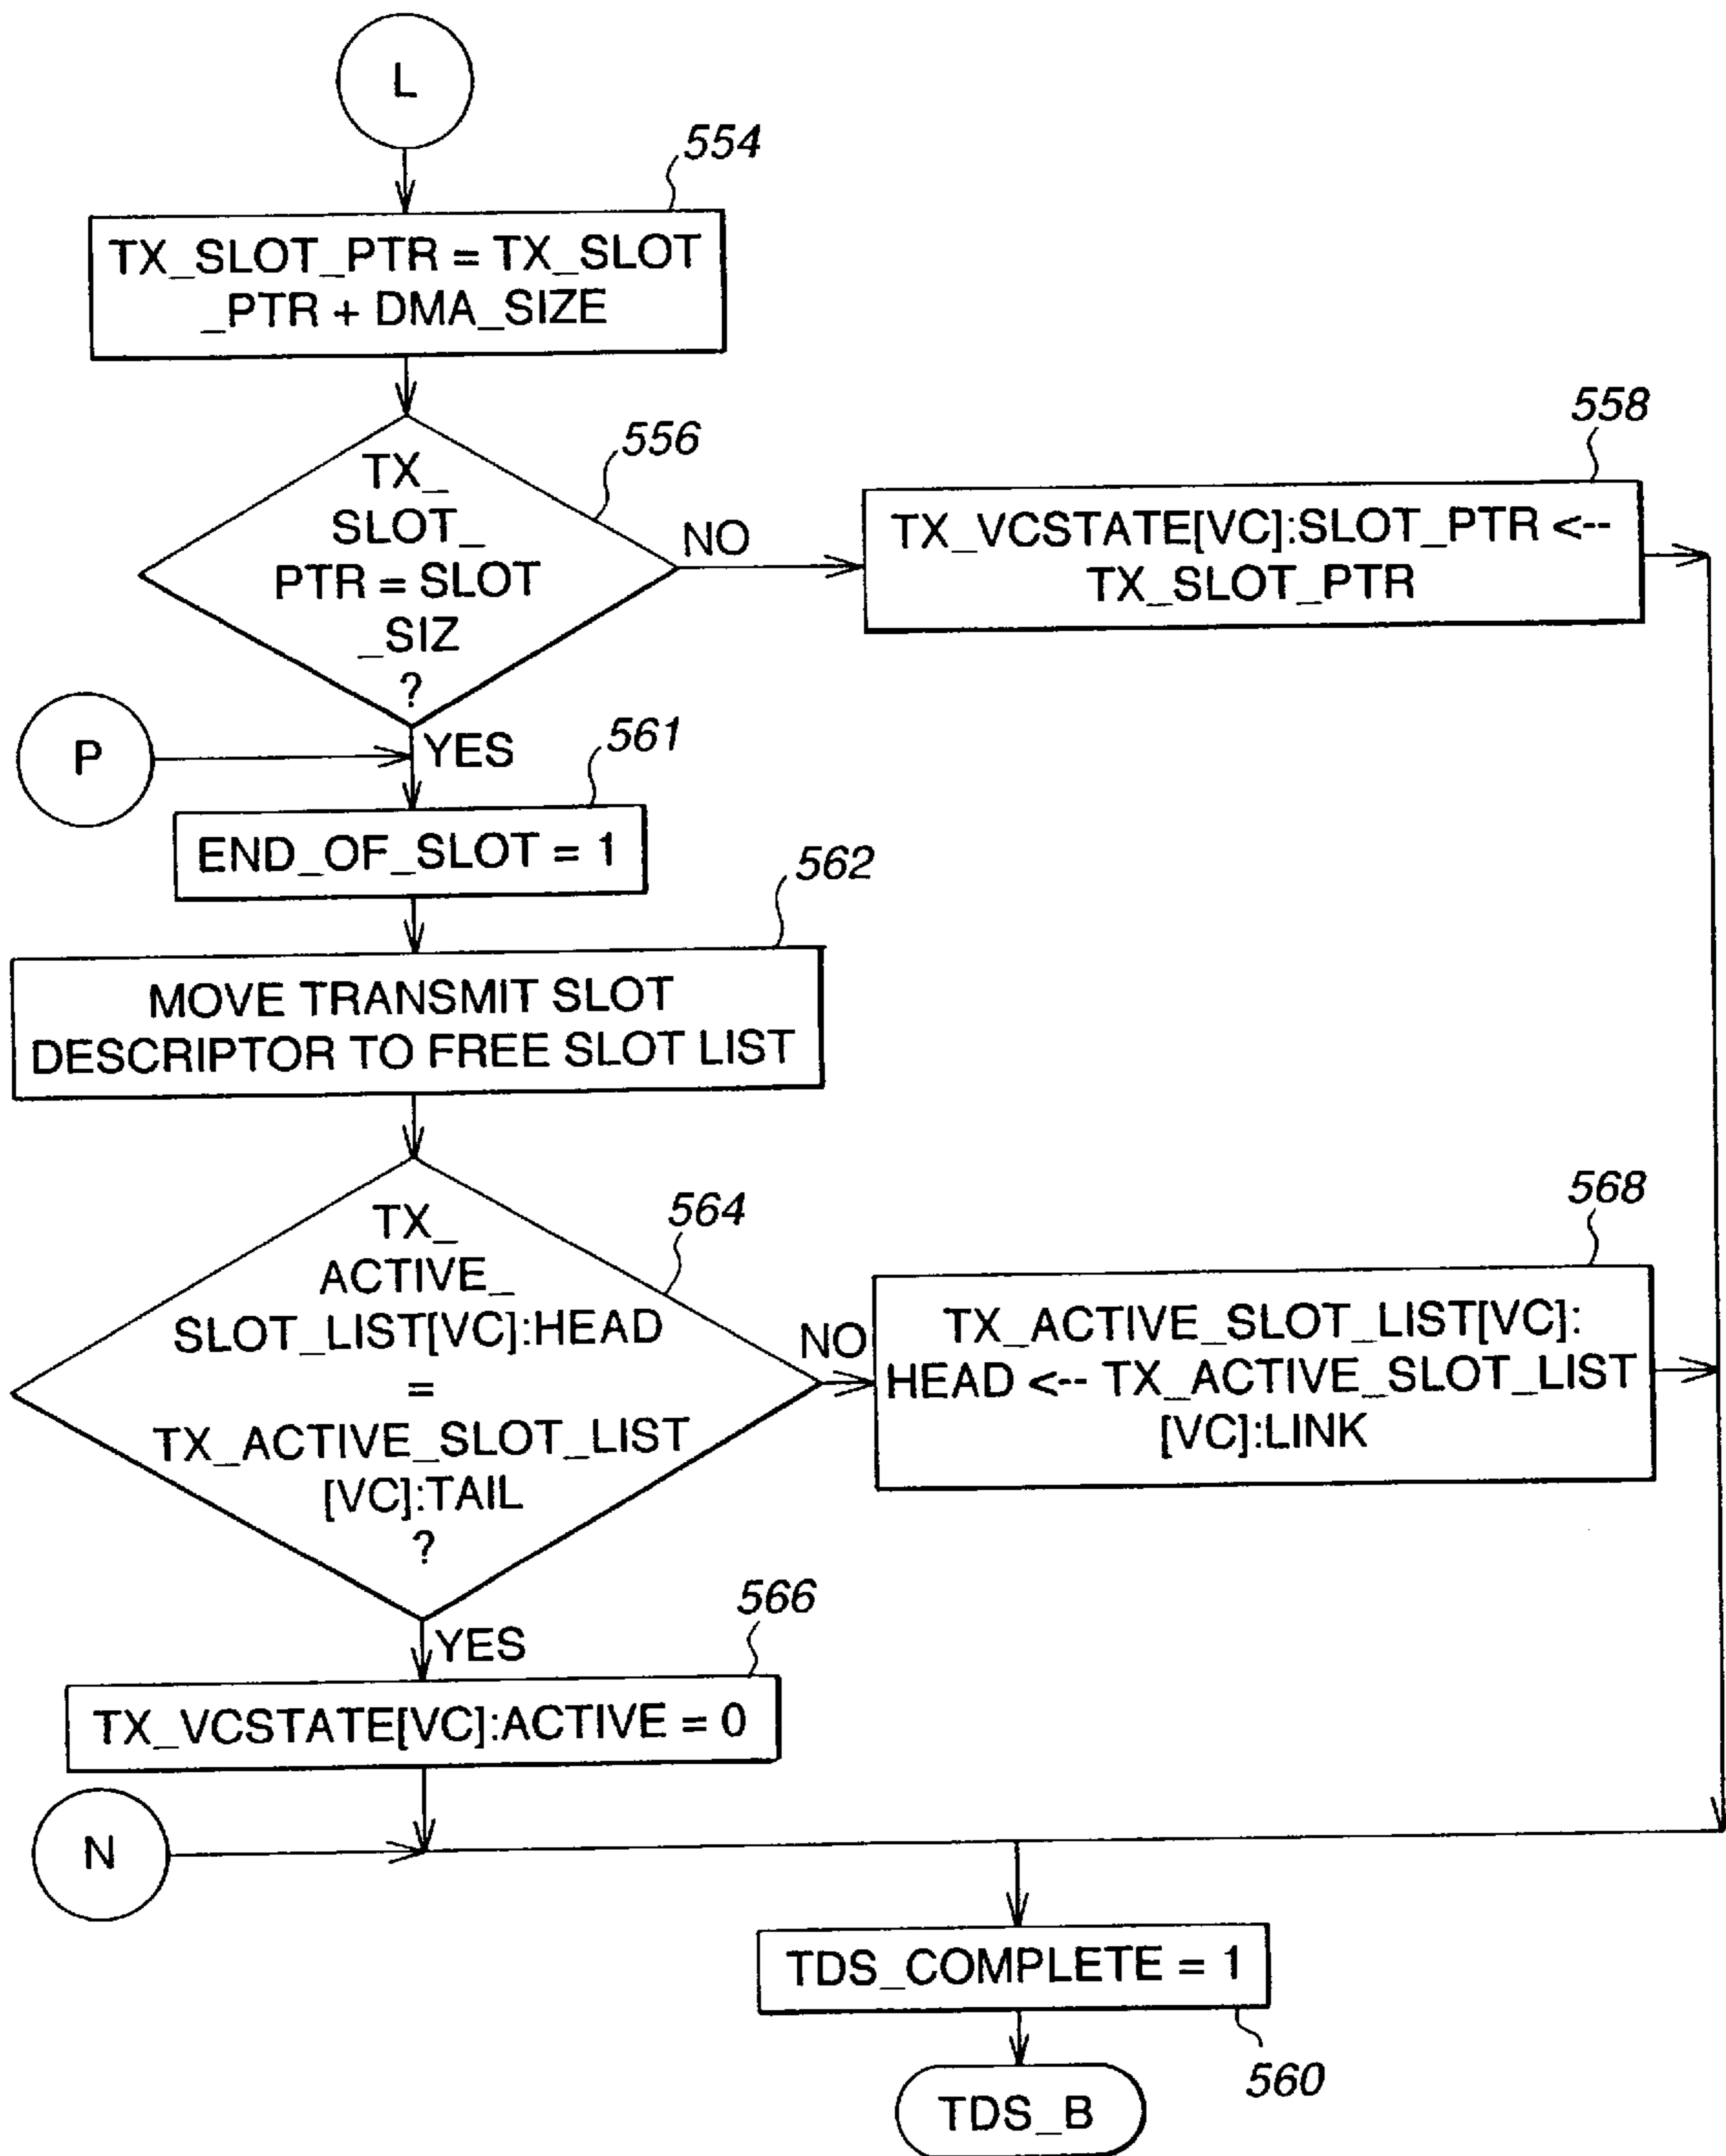 L
554
TX_SLOT_PTR = TX_SLOT
_PTR + DMA_SIZE
556
TX_
SLOT_
PTR = SLOT
_SIZ
?
NO
558
TX_VCSTATE[VC]:SLOT_PTR <--
TX_SLOT_PTR
P
YES
561
END_OF_SLOT = 1
562
MOVE TRANSMIT SLOT
DESCRIPTOR TO FREE SLOT LIST
564
TX_
ACTIVE_
SLOT_LIST[VC]:HEAD
=
TX_ACTIVE_SLOT_LIST
[VC]:TAIL
?
NO
568
TX_ACTIVE_SLOT_LIST[VC]:
HEAD <-- TX_ACTIVE_SLOT_LIST
[VC]:LINK
YES
566
TX_VCSTATE[VC]:ACTIVE = 0
N
TDS_COMPLETE = 1
560
TDS_B